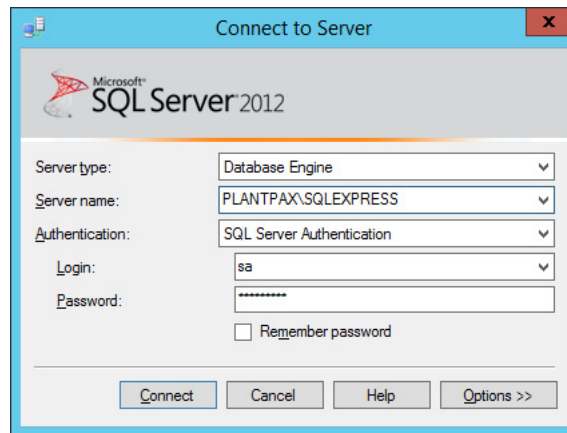 Connect to Server
x
Microsoft®
SQL Server® 2012
Server type: Database Engine
Server name: PLANTPAX\SQLEXPRESS
Authentication: SQL Server Authentication
Login: sa
Password: *********
Remember password
Connect Cancel Help Options >>